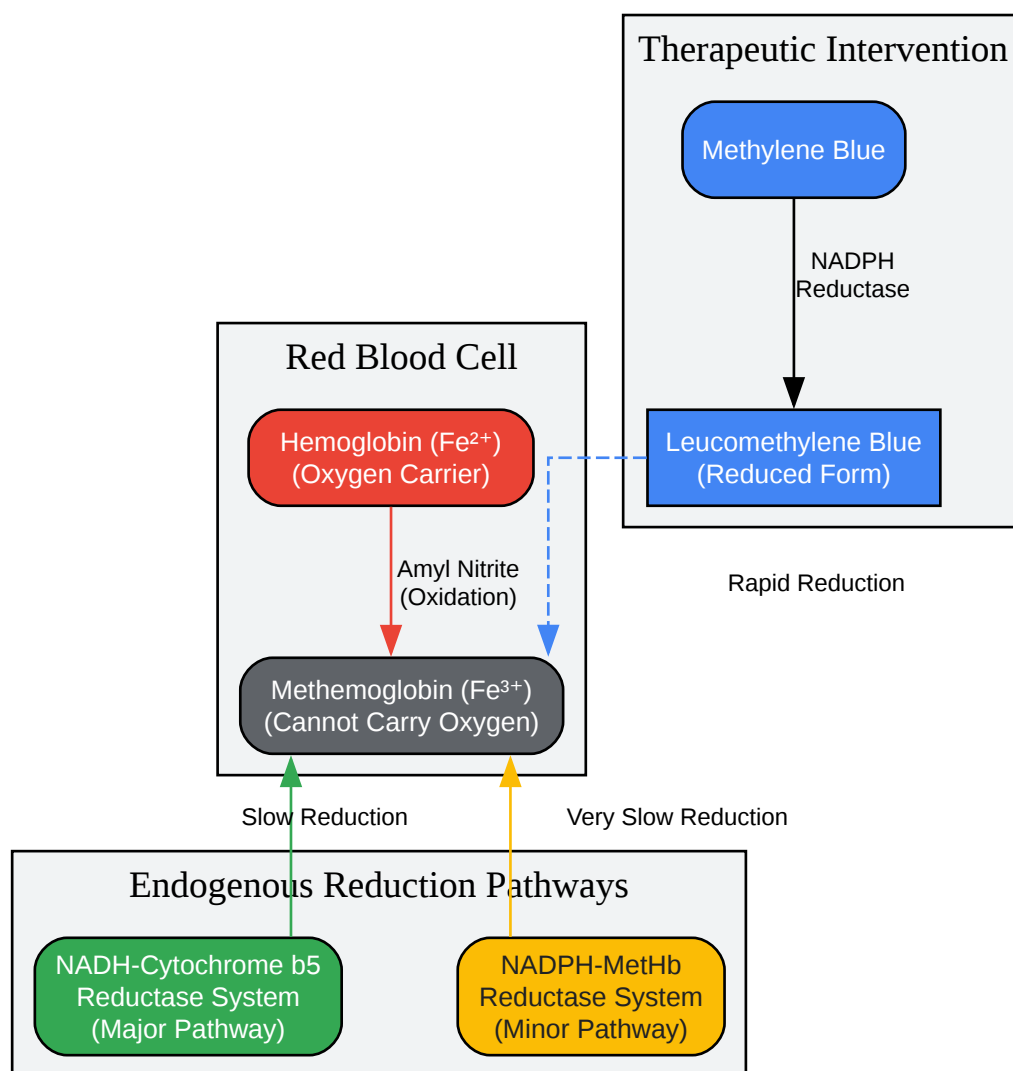 Therapeutic Intervention
Methylene Blue
NADPH
Reductase
Red Blood Cell
Hemoglobin (Fe²⁺)
(Oxygen Carrier)
Leucomethylene Blue
(Reduced Form)
Amyl Nitrite
(Oxidation)
Rapid Reduction
Methemoglobin (Fe³⁺)
(Cannot Carry Oxygen)
Slow Reduction
Very Slow Reduction
Endogenous Reduction Pathways
NADH-Cytochrome b5
Reductase System
(Major Pathway)
NADPH-MetHb
Reductase System
(Minor Pathway)